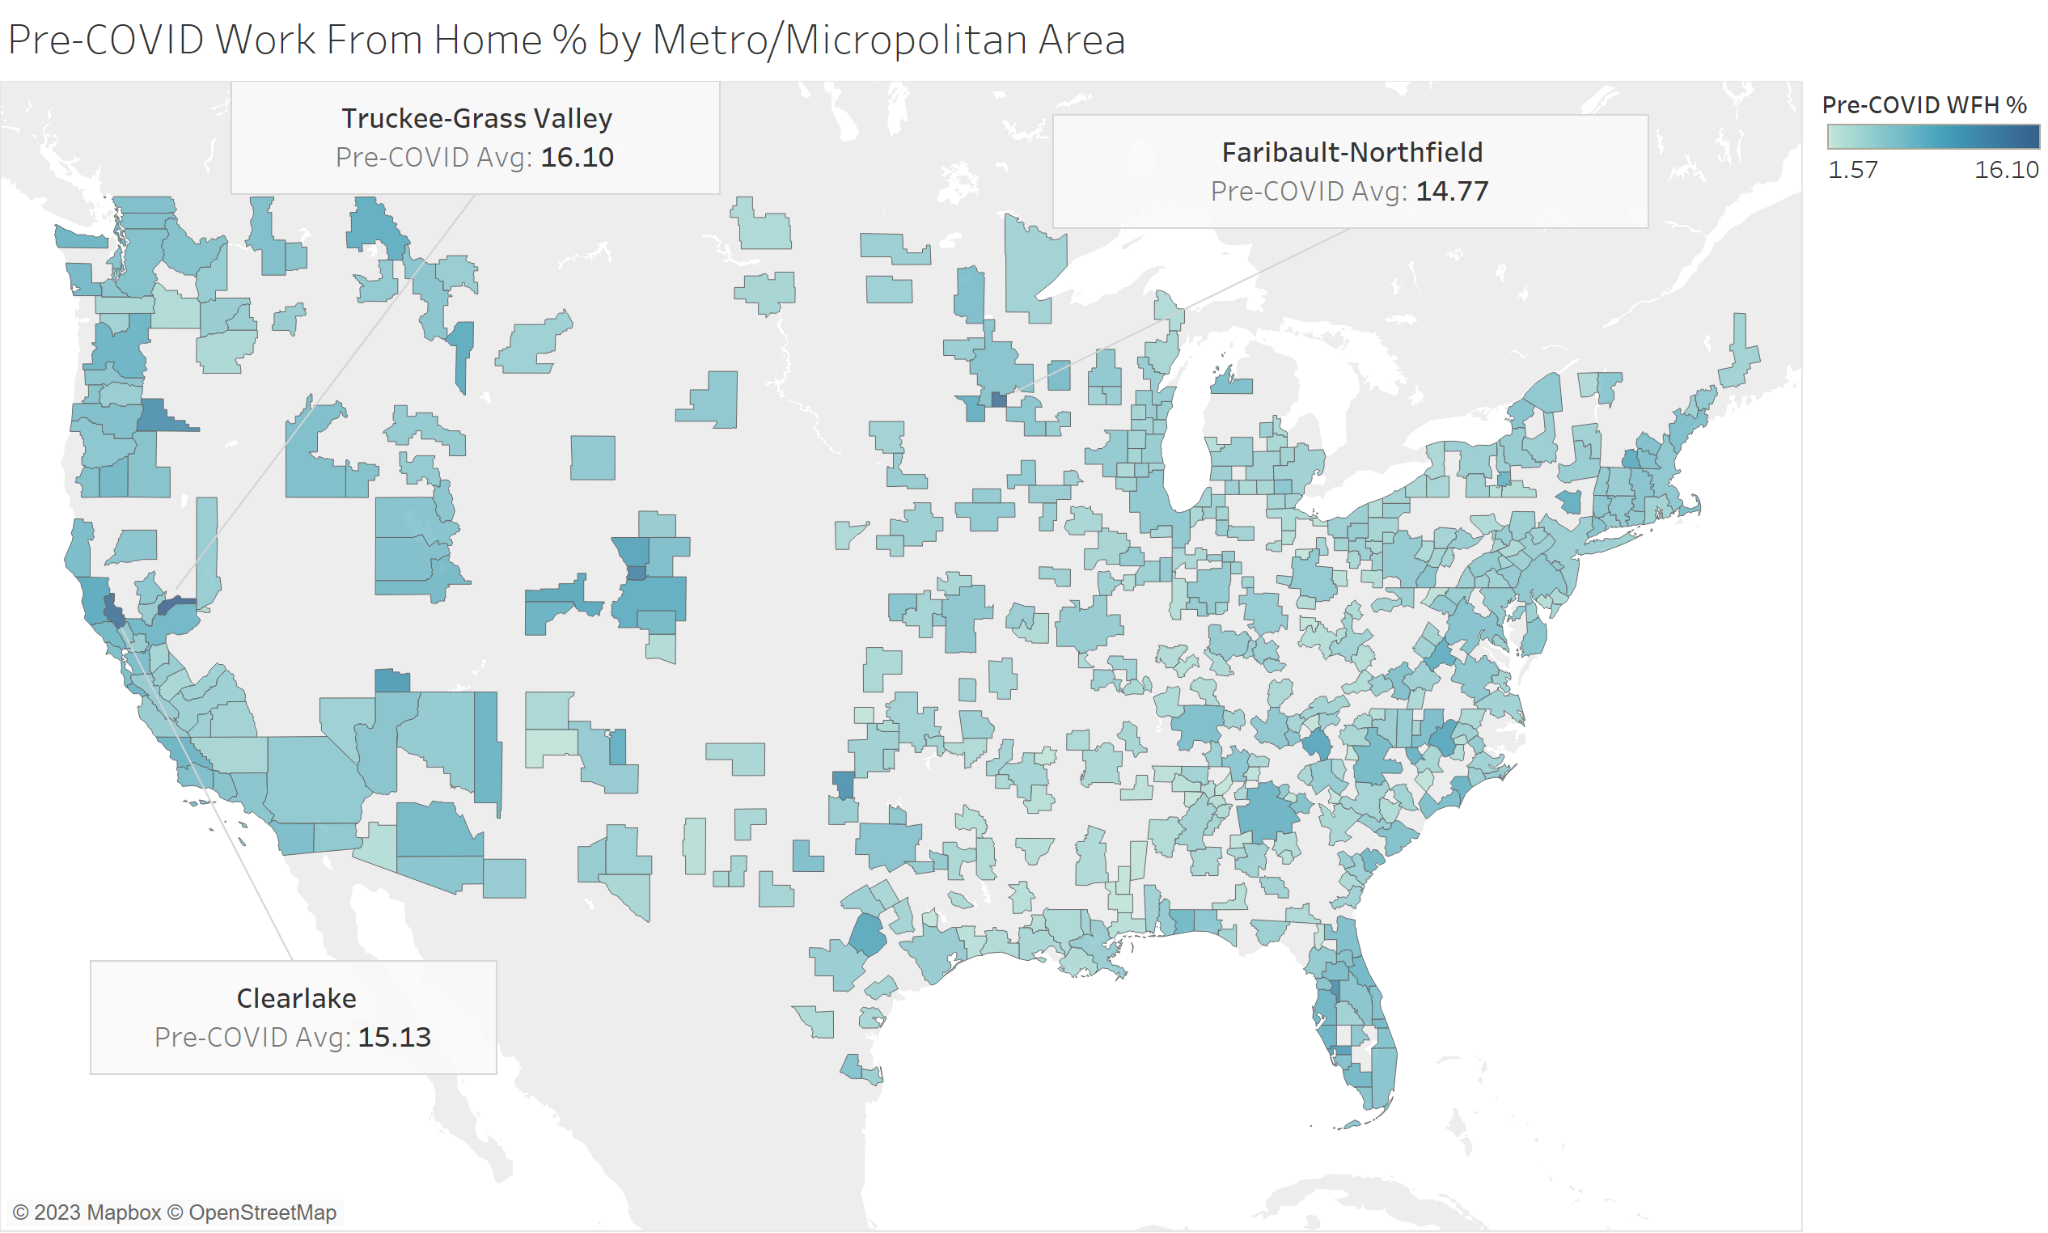 Pre-COVID Work From Home % by Metro/Micropolitan Area
Truckee-Grass Valley
Pre-COVID Avg: 16.10
Faribault-Northfield
Pre-COVID Avg: 14.77
Pre-COVID WFH %
1.57 16.10
Clearlake
Pre-COVID Avg: 15.13
© 2023 Mapbox © OpenStreetMap